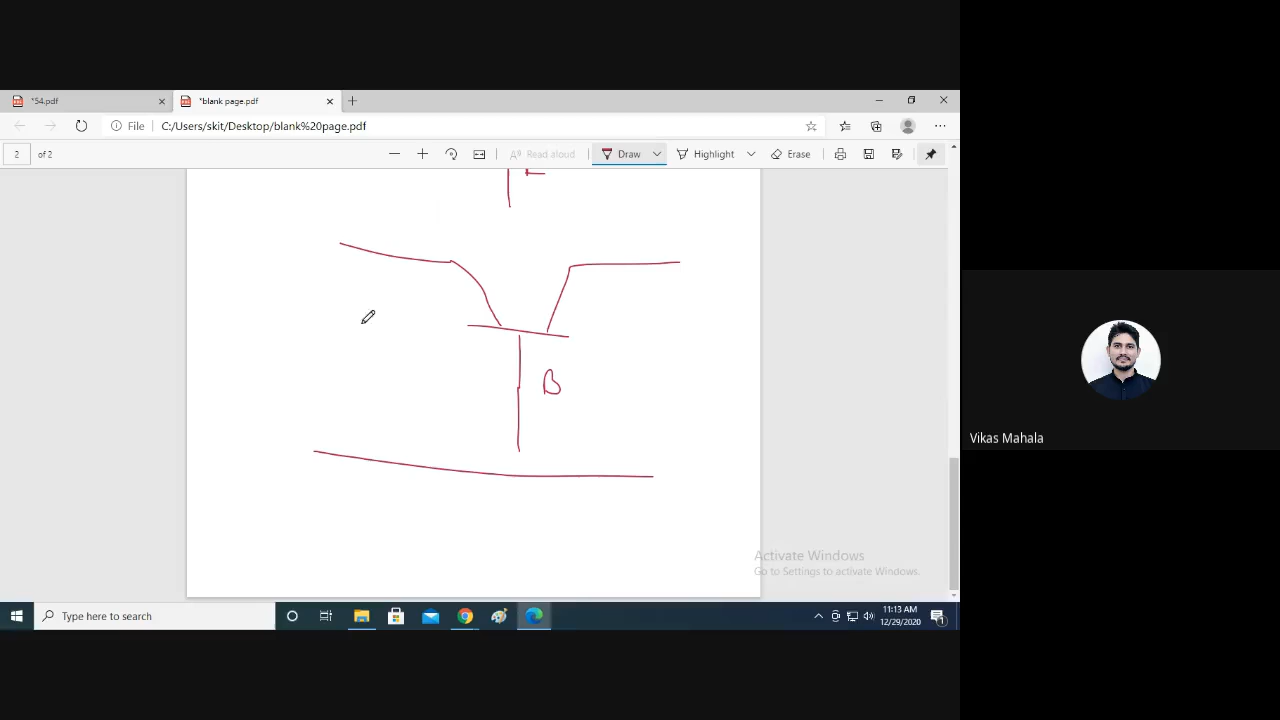 *54.pdf
*blank page.pdf
File
C:/Users/skit/Desktop/blank%20page.pdf
2
of 2
Read aloud
Draw
Highlight
Erase
E
B
Vikas Mahala
Activate Windows
Go to Settings to activate Windows.
Type here to search
11:13 AM
12/29/2020
1